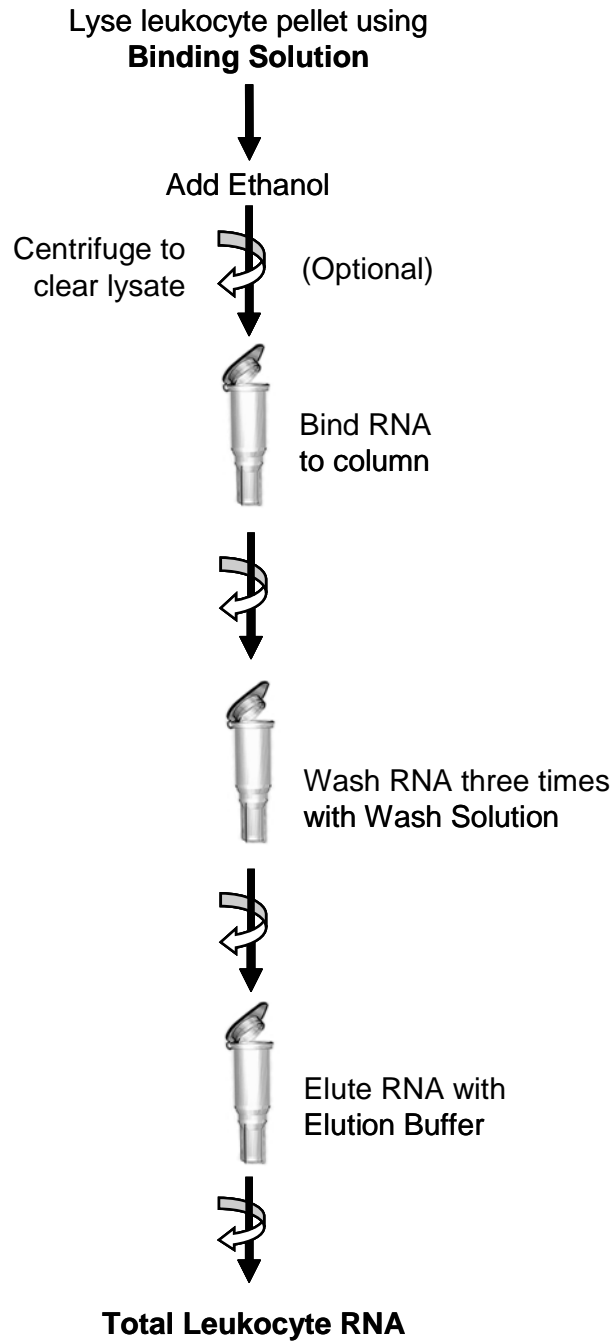 Lyse leukocyte pellet using
Binding Solution
Add Ethanol
Centrifuge to
clear lysate
(Optional)
Bind RNA
to column
Wash RNA three times
with Wash Solution
Elute RNA with
Elution Buffer
Total Leukocyte RNA